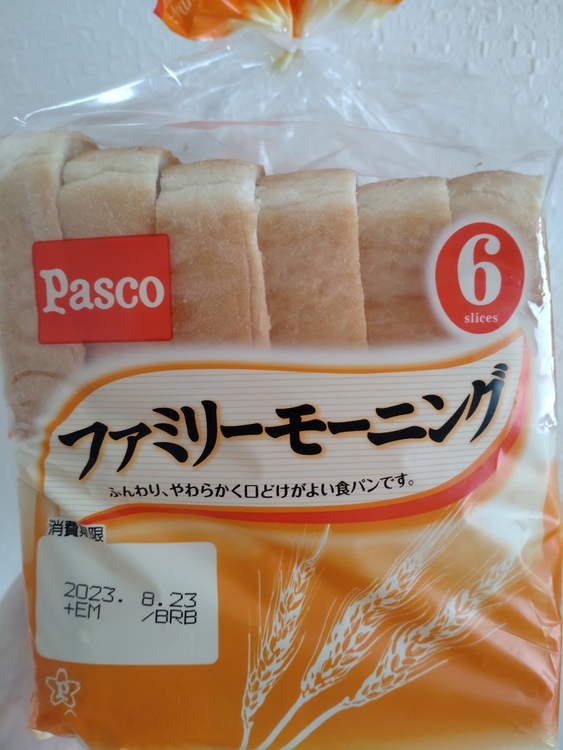 Pasco
6
slices
ファミリーモーニング
ふんわり、やわらかく口どけがよい食パンです。
消費期限
2023. 8.23
+EM /BRB